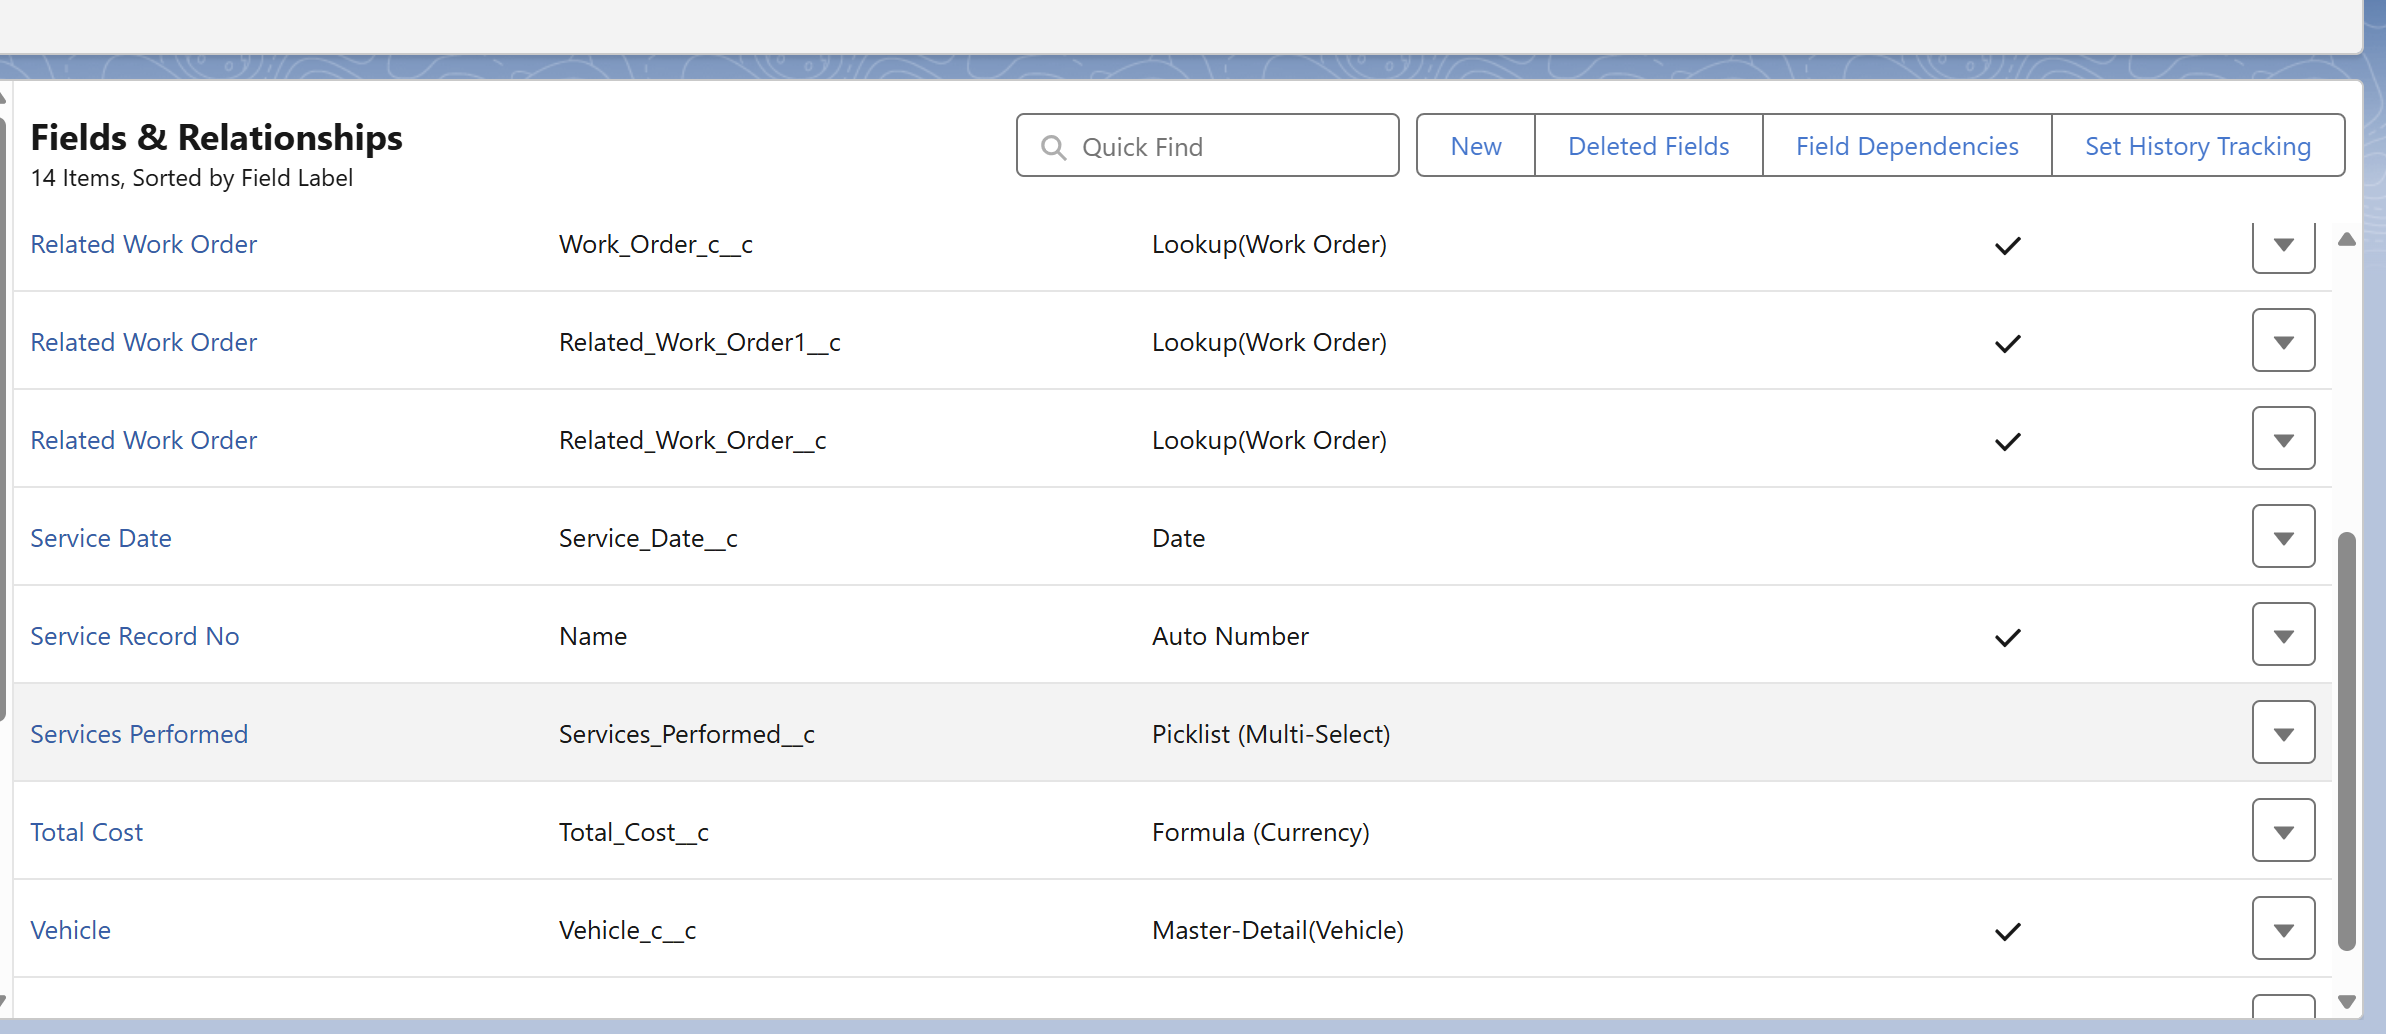 Fields & Relationships
14 Items, Sorted by Field Label
Quick Find
New
Deleted Fields
Field Dependencies
Set History Tracking
Related Work Order Work_Order_c__c Lookup(Work Order)
Related Work Order Related_Work_Order1__c Lookup(Work Order)
Related Work Order Related_Work_Order__c Lookup(Work Order)
Service Date Service_Date__c Date
Service Record No Name Auto Number
Services Performed Services_Performed__c Picklist (Multi-Select)
Total Cost Total_Cost__c Formula (Currency)
Vehicle Vehicle_c__c Master-Detail(Vehicle)